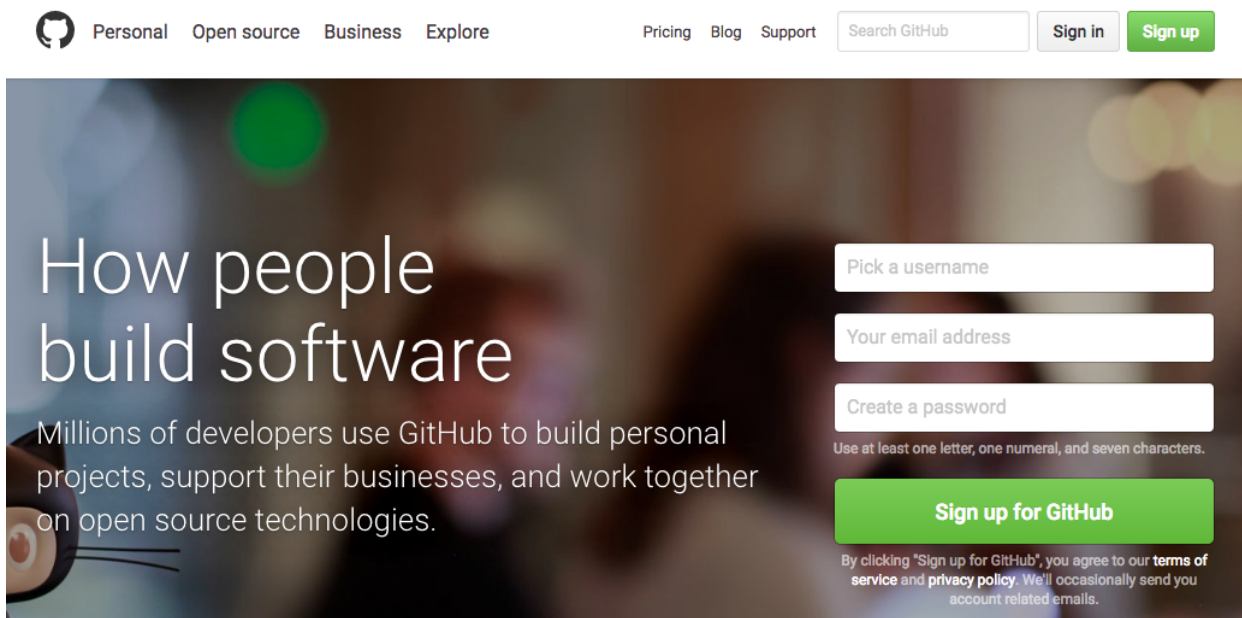 Personal Open source Business Explore Pricing Blog Support Search GitHub Sign in Sign up
How people
build software
Millions of developers use GitHub to build personal
projects, support their businesses, and work together
on open source technologies.
Pick a username
Your email address
Create a password
Use at least one letter, one numeral, and seven characters.
Sign up for GitHub
By clicking "Sign up for GitHub", you agree to our terms of
service and privacy policy. We'll occasionally send you
account related emails.